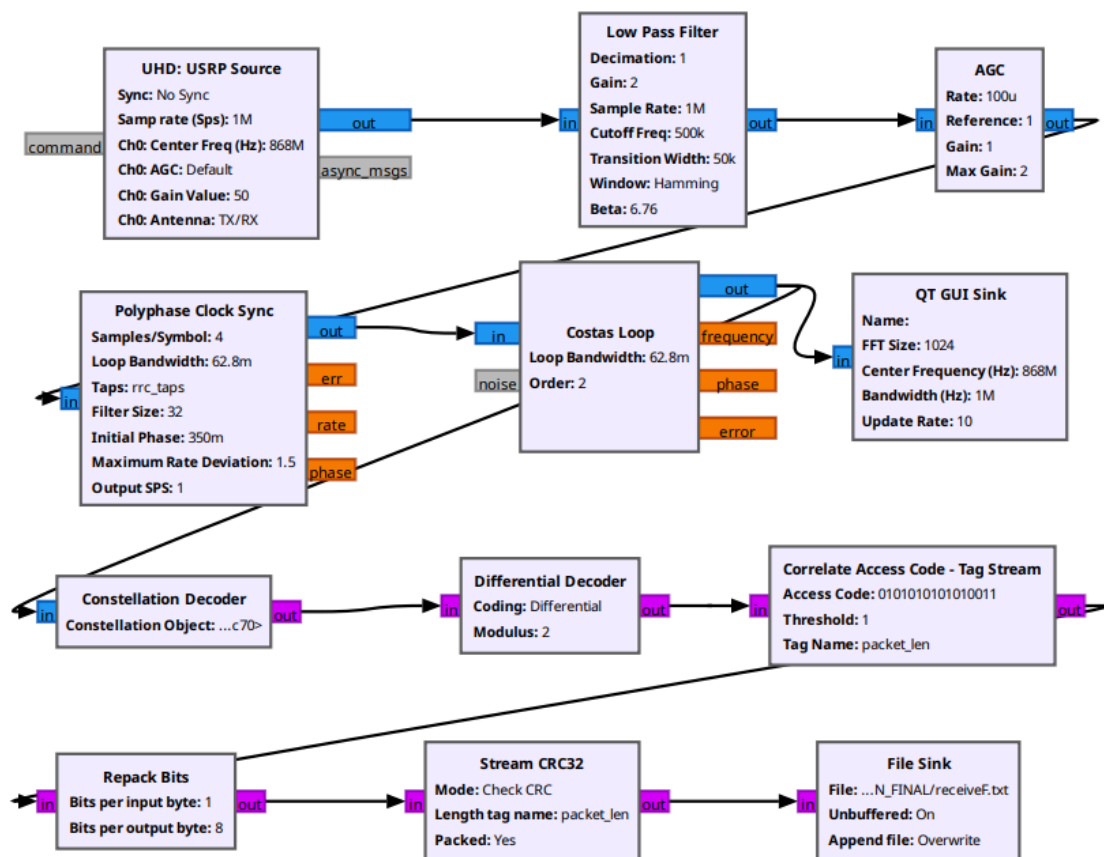 UHD: USRP Source
Sync: No Sync
Samp rate (Sps): 1M
Ch0: Center Freq (Hz): 868M
Ch0: AGC: Default
Ch0: Gain Value: 50
Ch0: Antenna: TX/RX
command
out
async_msgs
Low Pass Filter
Decimation: 1
Gain: 2
Sample Rate: 1M
Cutoff Freq: 500k
Transition Width: 50k
Window: Hamming
Beta: 6.76
in
out
AGC
Rate: 100u
Reference: 1
Gain: 1
Max Gain: 2
in
out
Polyphase Clock Sync
Samples/Symbol: 4
Loop Bandwidth: 62.8m
Taps: rrc_taps
Filter Size: 32
Initial Phase: 350m
Maximum Rate Deviation: 1.5
Output SPS: 1
in
out
err
rate
phase
Costas Loop
Loop Bandwidth: 62.8m
Order: 2
in
noise
out
frequency
phase
error
QT GUI Sink
Name:
FFT Size: 1024
Center Frequency (Hz): 868M
Bandwidth (Hz): 1M
Update Rate: 10
in
Constellation Decoder
Constellation Object: ...c70>
in
out
Differential Decoder
Coding: Differential
Modulus: 2
in
out
Correlate Access Code - Tag Stream
Access Code: 0101010101010011
Threshold: 1
Tag Name: packet_len
in
out
Repack Bits
Bits per input byte: 1
Bits per output byte: 8
in
out
Stream CRC32
Mode: Check CRC
Length tag name: packet_len
Packed: Yes
in
out
File Sink
File: ...N_FINAL/receiveF.txt
Unbuffered: On
Append file: Overwrite
in